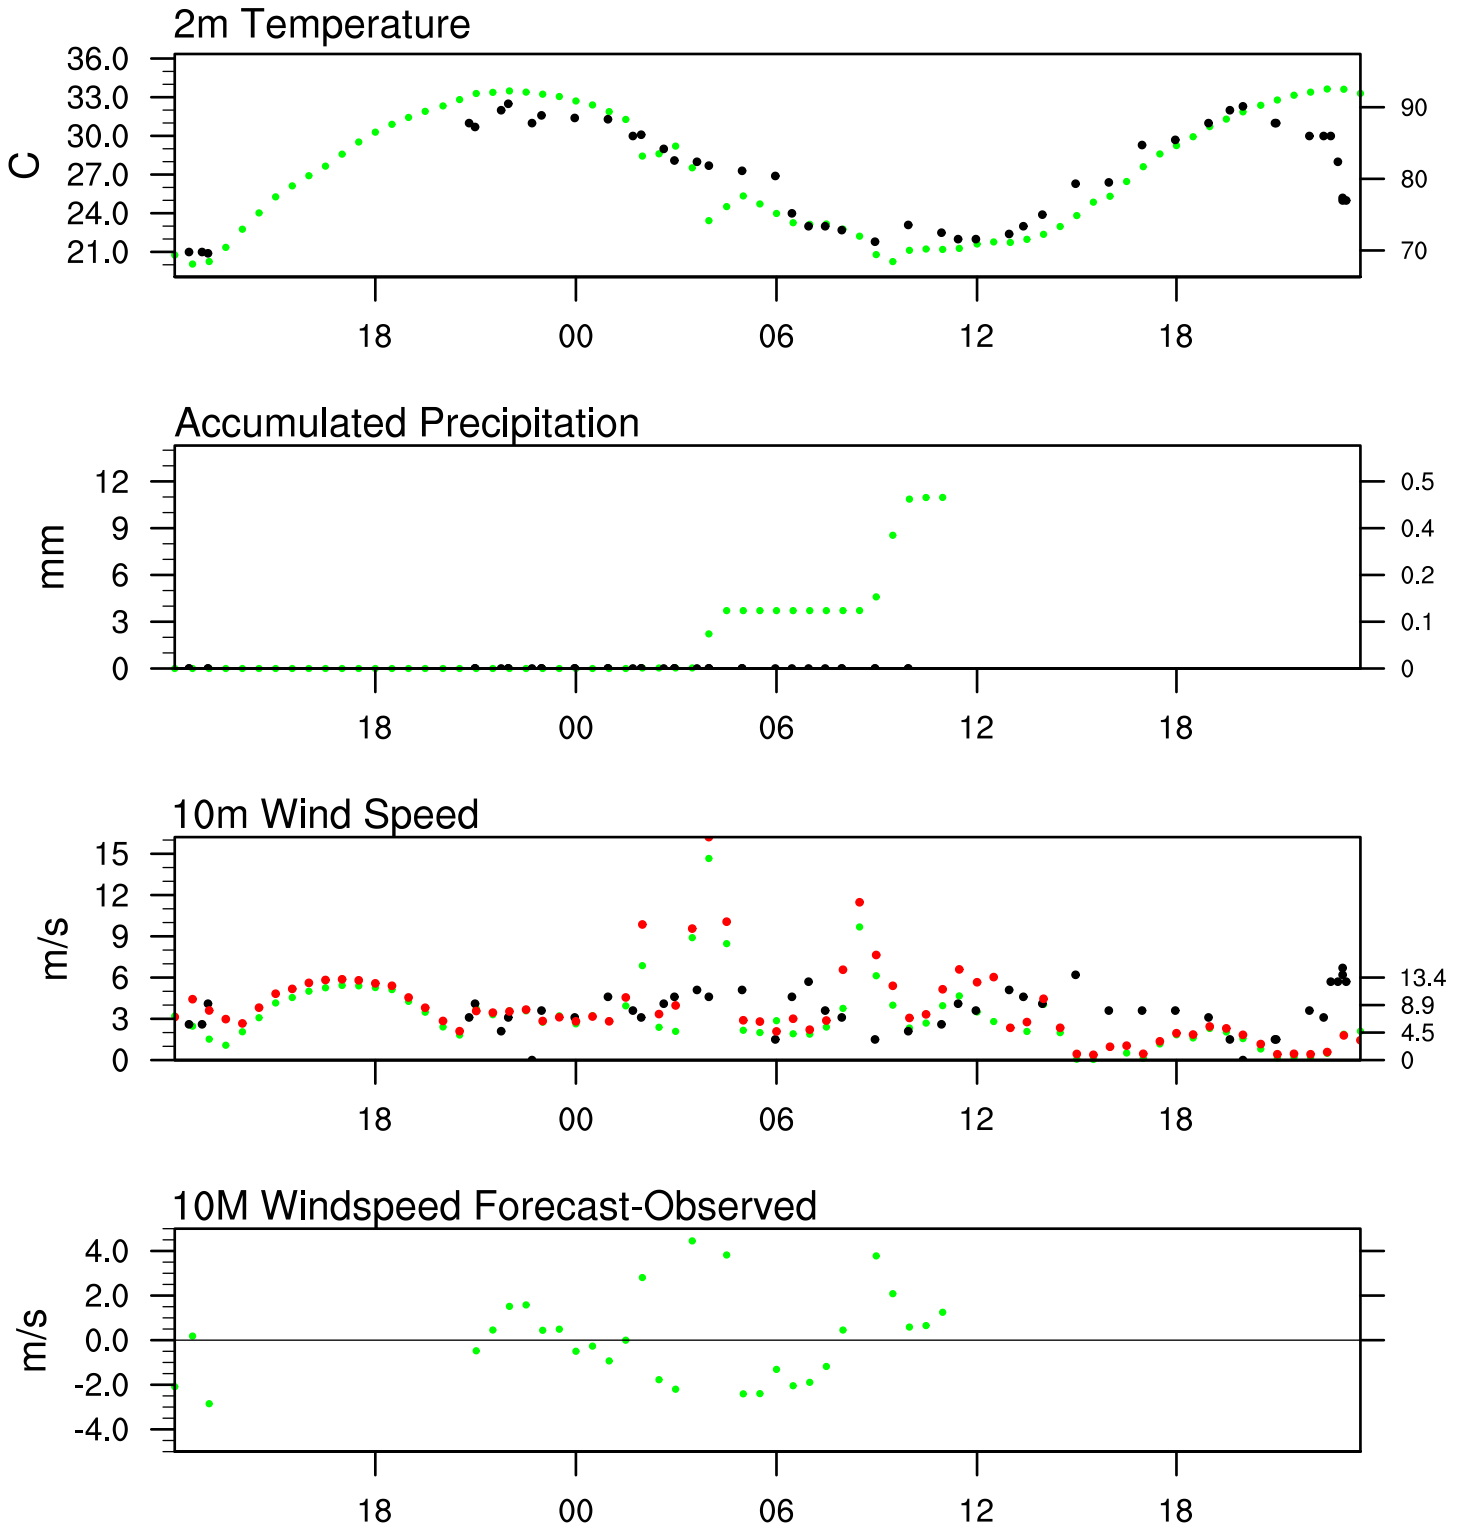 2m Temperature
36.0
33.0
30.0
27.0
24.0
21.0
C
90
80
70
18 00 06 12 18
Accumulated Precipitation
12
9
6
3
0
mm
0.5
0.4
0.2
0.1
0
18 00 06 12 18
10m Wind Speed
15
12
9
6
3
0
m/s
13.4
8.9
4.5
0
18 00 06 12 18
10M Windspeed Forecast-Observed
4.0
2.0
0.0
-2.0
-4.0
m/s
18 00 06 12 18